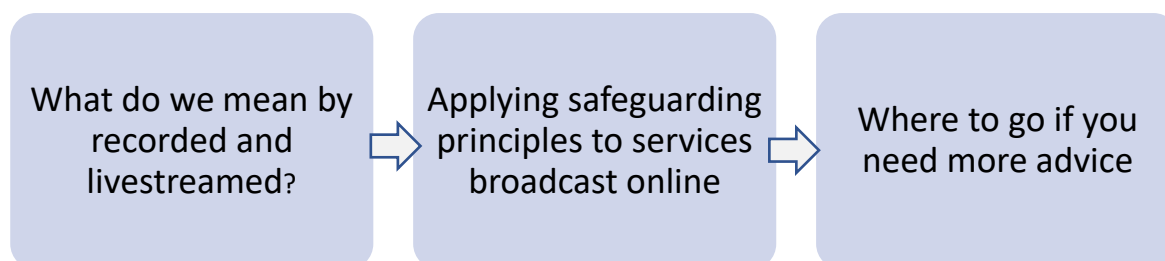 What do we mean by
recorded and
livestreamed?
Applying safeguarding
principles to services
broadcast online
Where to go if you
need more advice